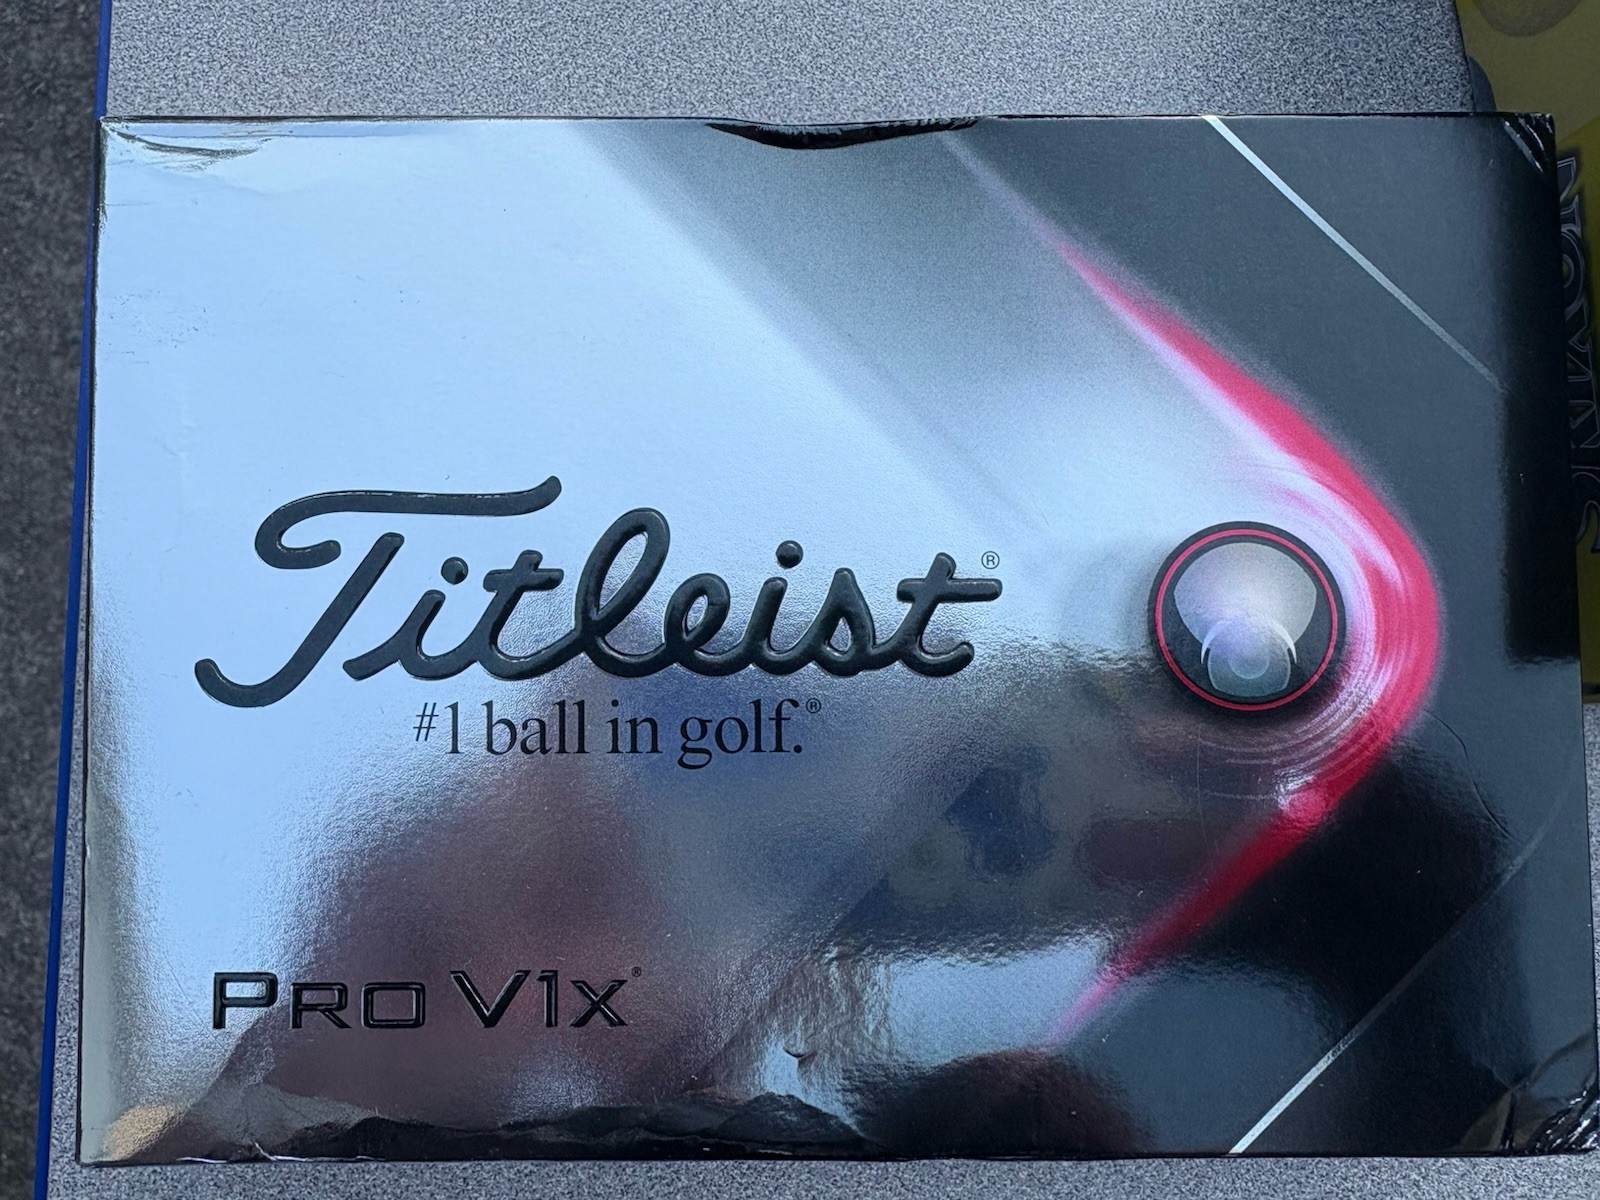 Titleist®
#1 ball in golf.®
PRO V1x®